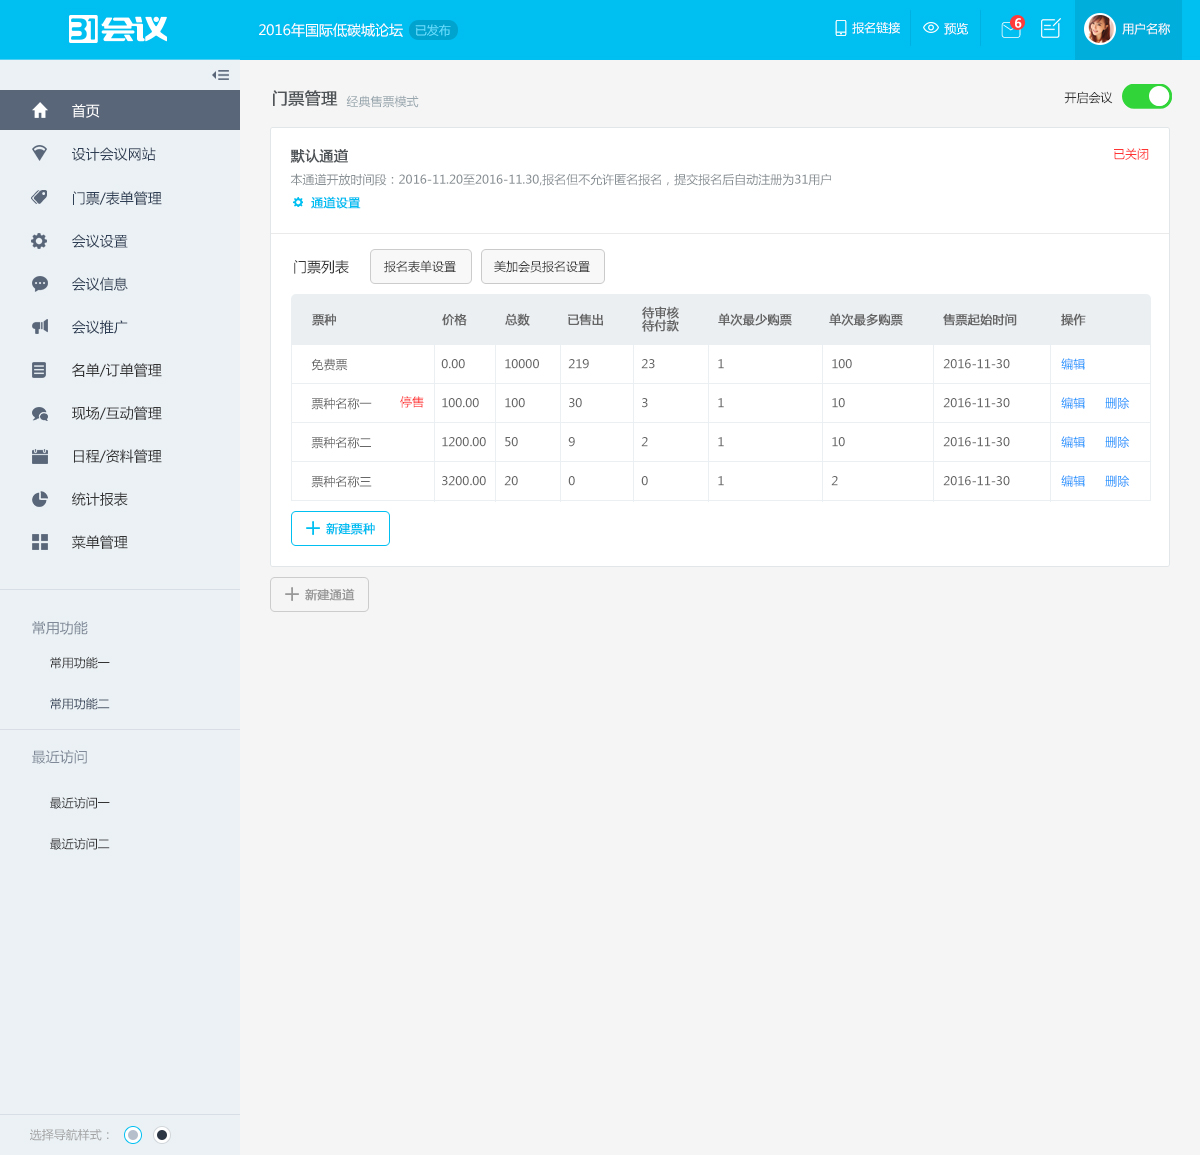 31会议
2016年国际低碳城论坛 已发布
报名链接 预览 6 用户名称
首页
设计会议网站
门票/表单管理
会议设置
会议信息
会议推广
名单/订单管理
现场/互动管理
日程/资料管理
统计报表
菜单管理
常用功能
常用功能一
常用功能二
最近访问
最近访问一
最近访问二
选择导航样式：
门票管理 经典售票模式 开启会议
默认通道 已关闭
本通道开放时间段：2016-11.20至2016-11.30,报名但不允许匿名报名，提交报名后自动注册为31用户
通道设置
门票列表 报名表单设置 美加会员报名设置
票种 价格 总数 已售出 待审核 待付款 单次最少购票 单次最多购票 售票起始时间 操作
免费票 0.00 10000 219 23 1 100 2016-11-30 编辑
票种名称一 停售 100.00 100 30 3 1 10 2016-11-30 编辑 删除
票种名称二 1200.00 50 9 2 1 10 2016-11-30 编辑 删除
票种名称三 3200.00 20 0 0 1 2 2016-11-30 编辑 删除
新建票种
新建通道